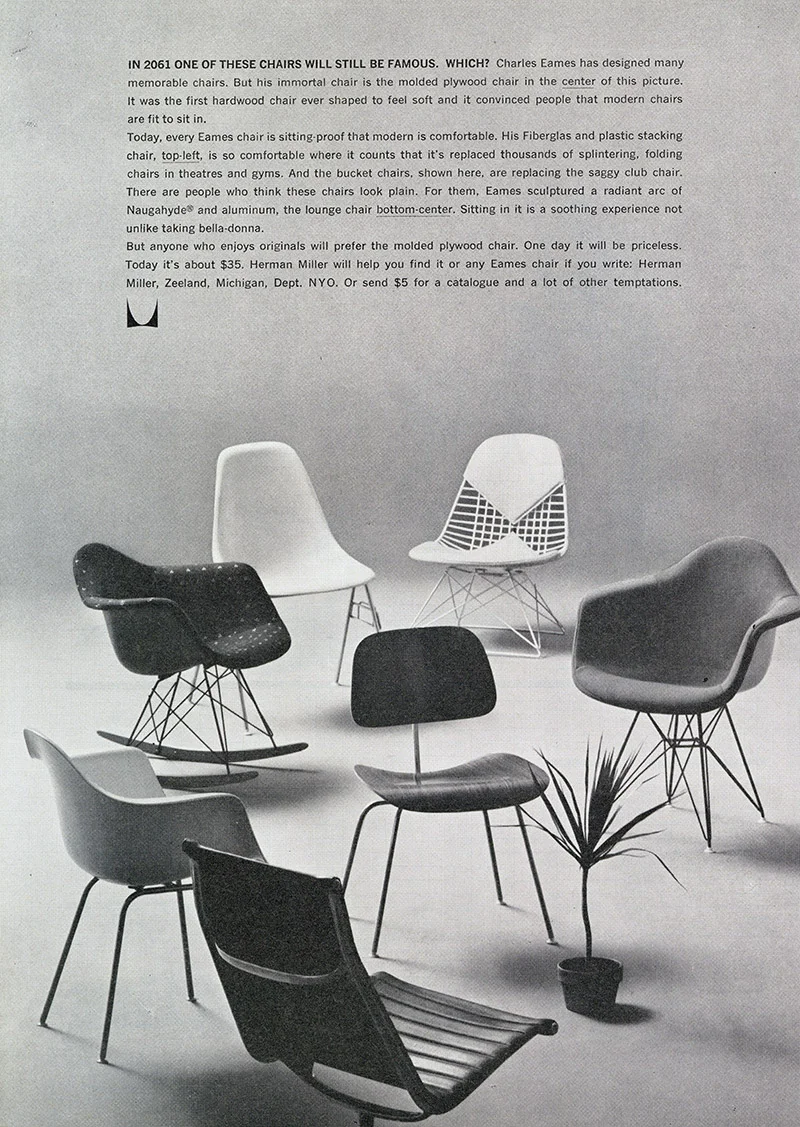 IN 2061 ONE OF THESE CHAIRS WILL STILL BE FAMOUS. WHICH? Charles Eames has designed many
memorable chairs. But his immortal chair is the molded plywood chair in the center of this picture.
It was the first hardwood chair ever shaped to feel soft and it convinced people that modern chairs
are fit to sit in.
Today, every Eames chair is sitting-proof that modern is comfortable. His Fiberglas and plastic stacking
chair, top-left, is so comfortable where it counts that it's replaced thousands of splintering, folding
chairs in theatres and gyms. And the bucket chairs, shown here, are replacing the saggy club chair.
There are people who think these chairs look plain. For them, Eames sculptured a radiant arc of
Naugahyde® and aluminum, the lounge chair bottom-center. Sitting in it is a soothing experience not
unlike taking bella-donna.
But anyone who enjoys originals will prefer the molded plywood chair. One day it will be priceless.
Today it's about $35. Herman Miller will help you find it or any Eames chair if you write: Herman
Miller, Zeeland, Michigan, Dept. NYO. Or send $5 for a catalogue and a lot of other temptations.